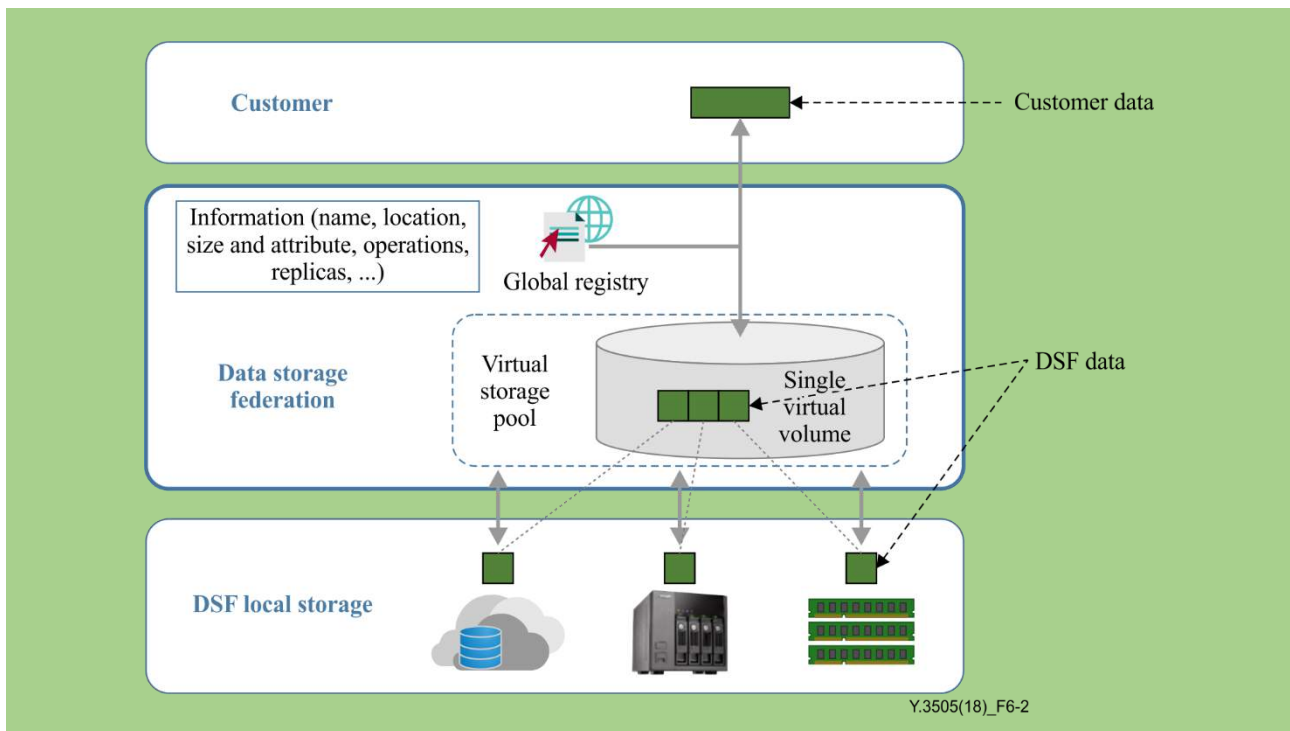 Customer
Customer data
Information (name, location,
size and attribute, operations,
replicas, ...)
Global registry
Data storage
federation
Virtual
storage
pool
Single
virtual
volume
DSF data
DSF local storage
Y.3505(18)_F6-2